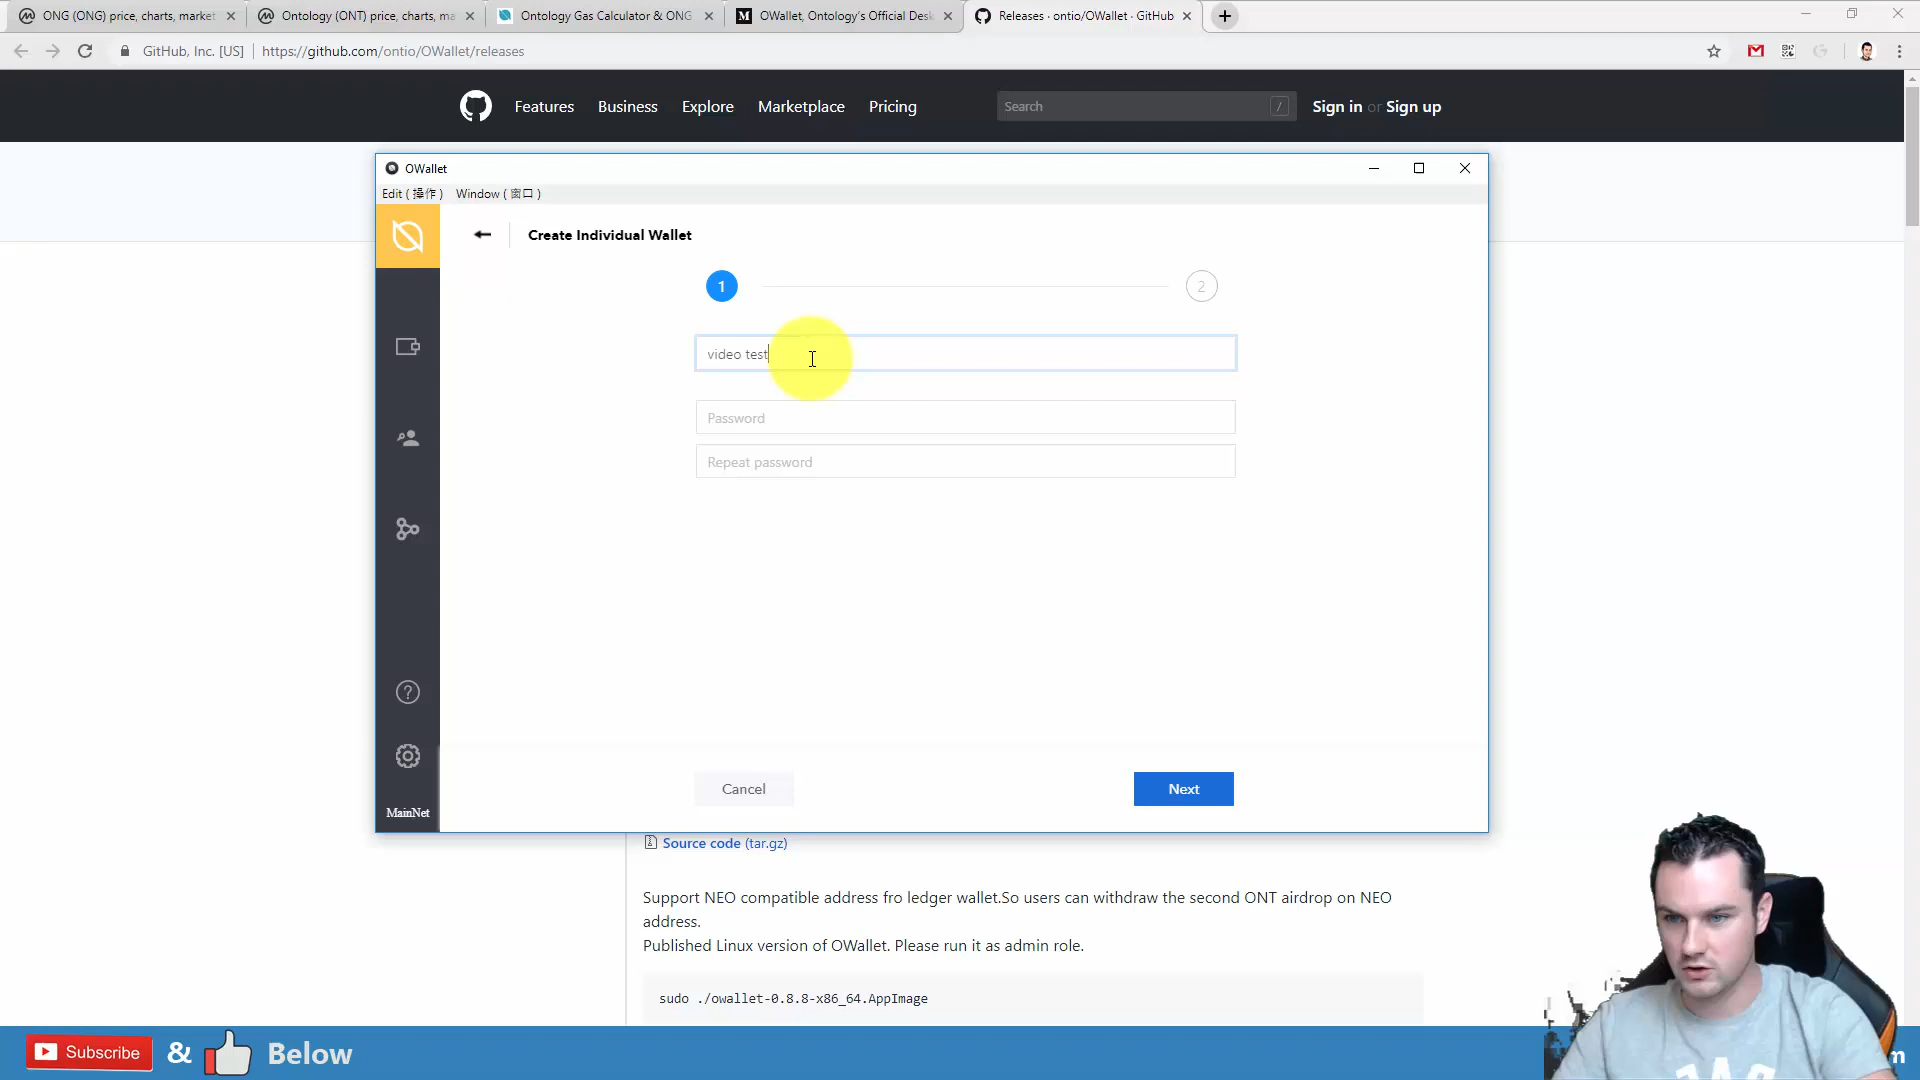 ONG (ONG) price, charts, market
Ontology (ONT) price, charts, ma
Ontology Gas Calculator & ONG
OWallet, Ontology's Official Desk
Releases · ontio/OWallet · GitHub
GitHub, Inc. [US]
https://github.com/ontio/OWallet/releases
Features
Business
Explore
Marketplace
Pricing
Search
/
Sign in or Sign up
OWallet
Edit ( 操作 )
Window ( 窗口 )
Create Individual Wallet
1
2
video test
Password
Repeat password
Cancel
Next
MainNet
Source code (tar.gz)
Support NEO compatible address fro ledger wallet.So users can withdraw the second ONT airdrop on NEO
address.
Published Linux version of OWallet. Please run it as admin role.
sudo ./owallet-0.8.8-x86_64.AppImage
Subscribe
&
Below